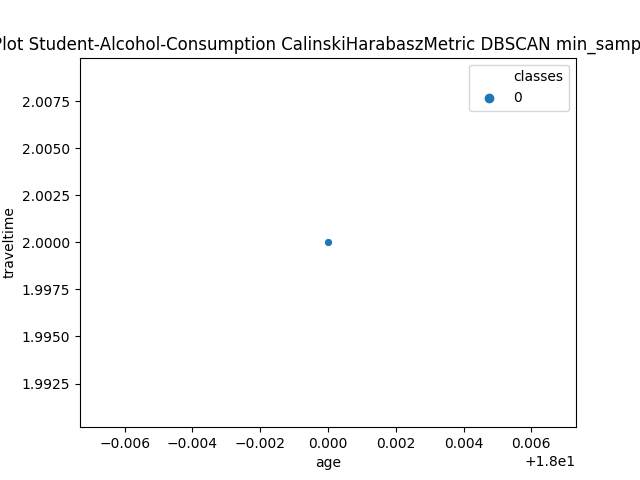 Plot Student-Alcohol-Consumption CalinskiHarabaszMetric DBSCAN
classes
0
2.0075
2.0050
2.0025
2.0000
1.9975
1.9950
1.9925
traveltime
−0.006 −0.004 −0.002 0.000 0.002 0.004 0.006
age
+1.8e1